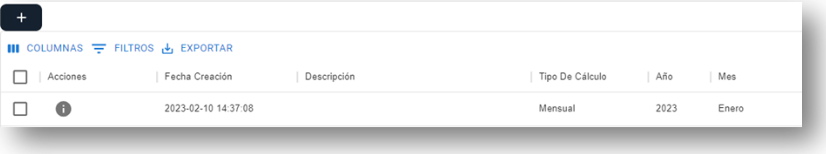 +
COLUMNAS FILTROS EXPORTAR
Acciones Fecha Creación Descripción Tipo De Cálculo Año Mes
2023-02-10 14:37:08 Mensual 2023 Enero